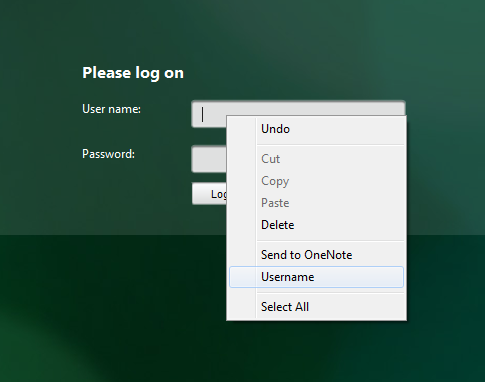 Please log on
User name:
Undo
Cut
Copy
Password:
Paste
Log
Delete
Send to OneNote
Username
Select All